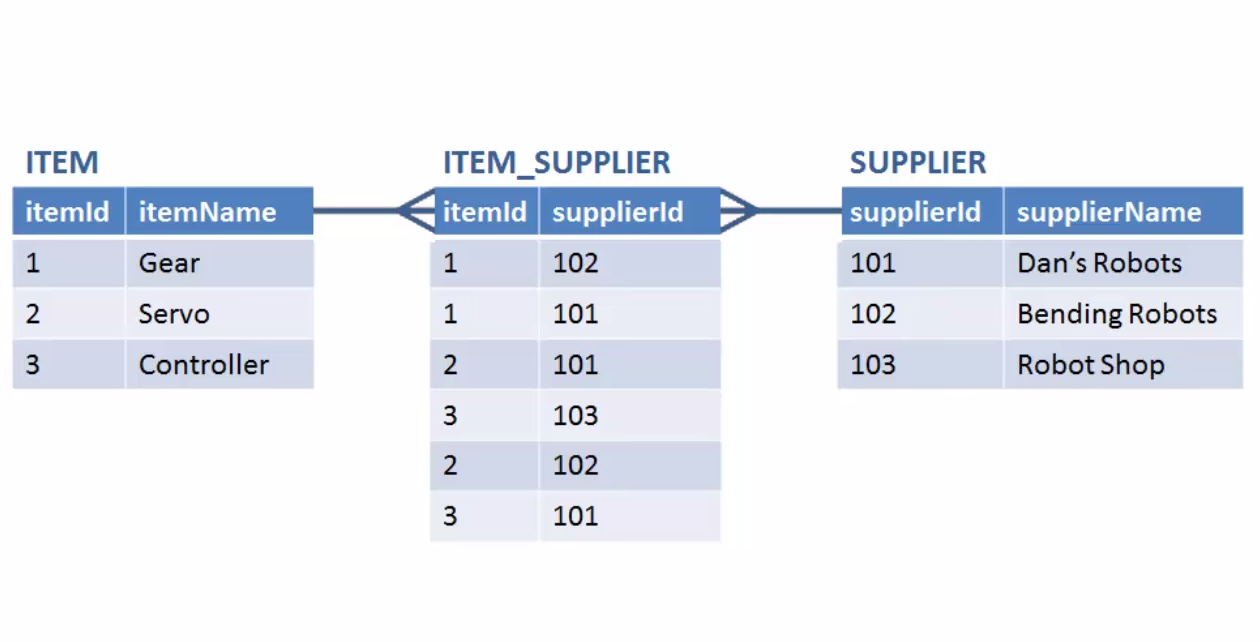 ITEM
itemId itemName
1 Gear
2 Servo
3 Controller
ITEM_SUPPLIER
itemId supplierId
1 102
1 101
2 101
3 103
2 102
3 101
SUPPLIER
supplierId supplierName
101 Dan’s Robots
102 Bending Robots
103 Robot Shop